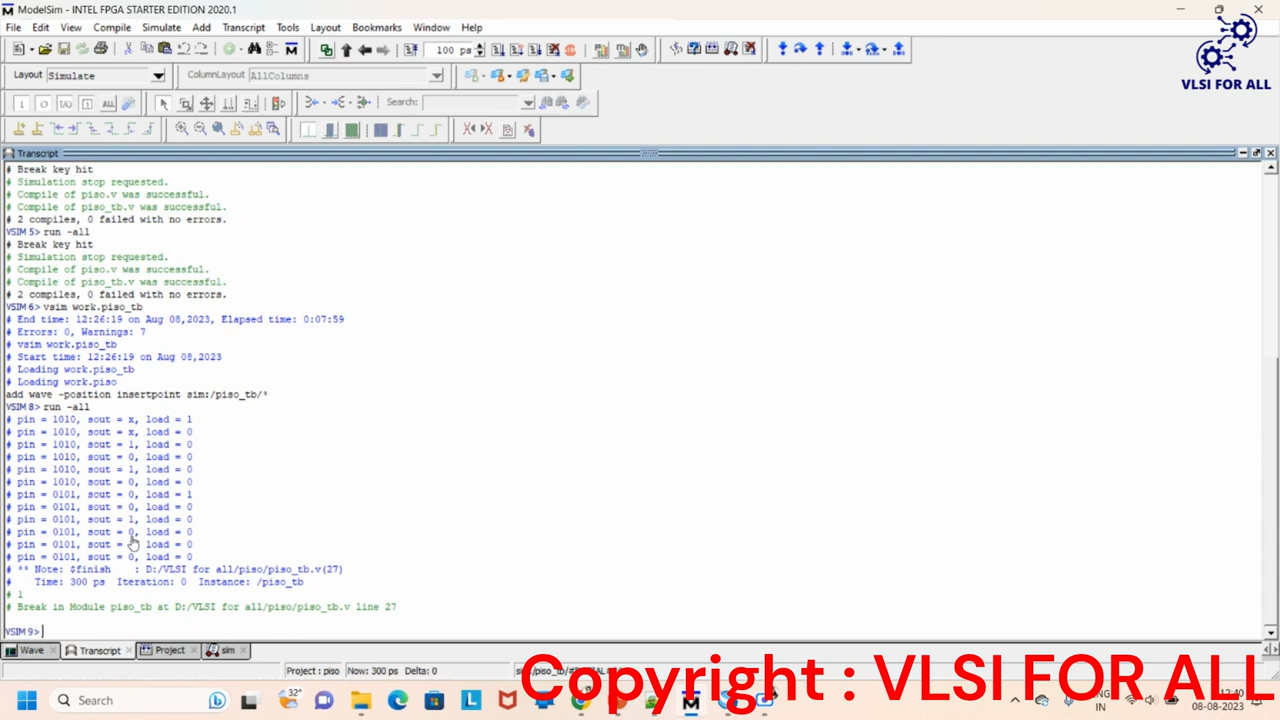 ModelSim - INTEL FPGA STARTER EDITION 2020.1
File Edit View Compile Simulate Add Transcript Tools Layout Bookmarks Window Help
100 ps
Layout Simulate ColumnLayout AllColumns
Search:
VLSI FOR ALL
Transcript
# Break key hit
# Simulation stop requested.
# Compile of piso.v was successful.
# Compile of piso_tb.v was successful.
# 2 compiles, 0 failed with no errors.
VSIM 5> run -all
# Break key hit
# Simulation stop requested.
# Compile of piso.v was successful.
# Compile of piso_tb.v was successful.
# 2 compiles, 0 failed with no errors.
VSIM 6> vsim work.piso_tb
# End time: 12:26:19 on Aug 08,2023, Elapsed time: 0:07:59
# Errors: 0, Warnings: 7
# vsim work.piso_tb
# Start time: 12:26:19 on Aug 08,2023
# Loading work.piso_tb
# Loading work.piso
add wave -position insertpoint sim:/piso_tb/*
VSIM 8> run -all
# pin = 1010, sout = x, load = 1
# pin = 1010, sout = x, load = 0
# pin = 1010, sout = 1, load = 0
# pin = 1010, sout = 0, load = 0
# pin = 1010, sout = 1, load = 0
# pin = 1010, sout = 0, load = 0
# pin = 0101, sout = 0, load = 1
# pin = 0101, sout = 0, load = 0
# pin = 0101, sout = 1, load = 0
# pin = 0101, sout = 0, load = 0
# pin = 0101, sout = load = 0
# pin = 0101, sout = 0, load = 0
# ** Note: $finish : D:/VLSI for all/piso/piso_tb.v(27)
# Time: 300 ps Iteration: 0 Instance: /piso_tb
# 1
# Break in Module piso_tb at D:/VLSI for all/piso/piso_tb.v line 27
VSIM 9>
Wave Transcript Project sim
Project : piso Now: 300 ps Delta: 0
Copyright : VLSI FOR ALL
Search 32° IN 08-08-2023